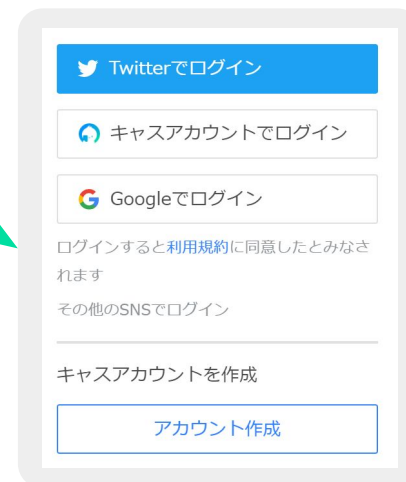 Twitterでログイン
キャスアカウントでログイン
Googleでログイン
ログインすると利用規約に同意したとみなさ
れます
その他のSNSでログイン
キャスアカウントを作成
アカウント作成